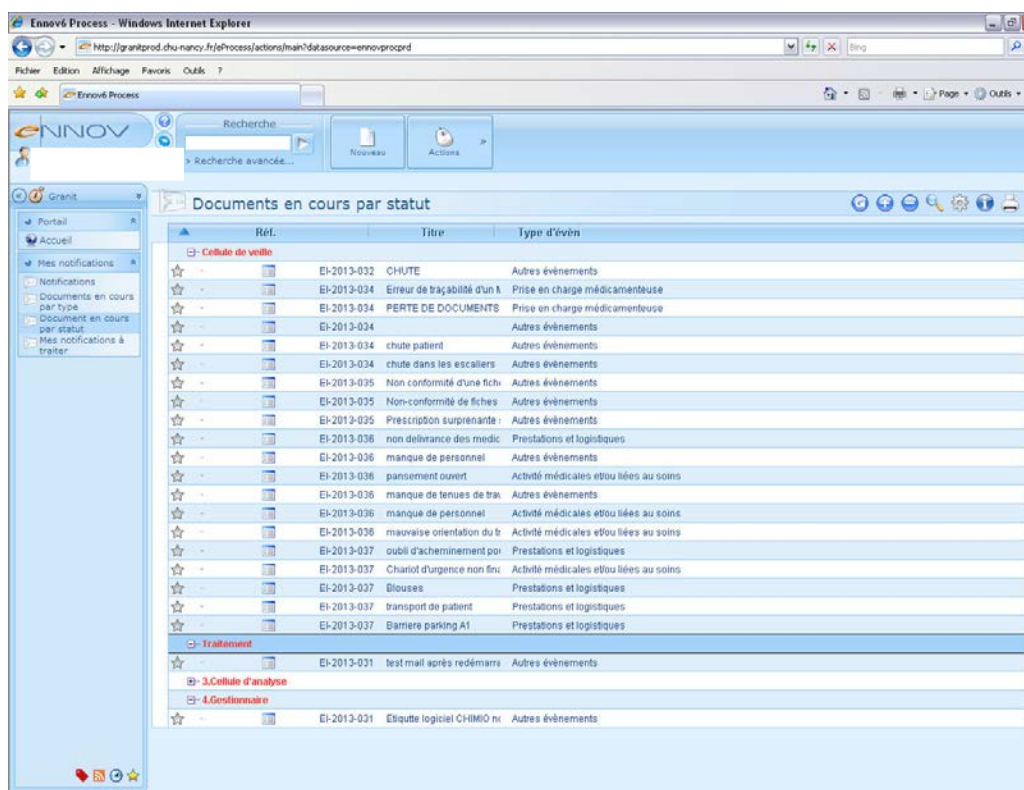 Ennov6 Process - Windows Internet Explorer
http://granitprod.chu-nancy.fr/eProcess/actions/main?datasource=ennovprocprd
Bing
Fichier Edition Affichage Favoris Outils ?
Ennov6 Process
Page Outils
eNNOV
Recherche
> Recherche avancée...
Nouveau
Actions
»
Granit
Documents en cours par statut
Portail
Accueil
Mes notifications
Notifications
Documents en cours
par type
Document en cours
par statut
Mes notifications à
traiter
Réf. Titre Type d'évèn
Cellule de veille
EI-2013-032 CHUTE Autres évènements
EI-2013-034 Erreur de traçabilité d'un Prise en charge médicamenteuse
EI-2013-034 PERTE DE DOCUMENTS Prise en charge médicamenteuse
EI-2013-034 Autres évènements
EI-2013-034 chute patient Autres évènements
EI-2013-034 chute dans les escaliers Autres évènements
EI-2013-035 Non conformité d'une fich Autres évènements
EI-2013-035 Non-conformité de fiches Autres évènements
EI-2013-035 Prescription surprenante Autres évènements
EI-2013-036 non delivrance des medic Prestations et logistiques
EI-2013-036 manque de personnel Autres évènements
EI-2013-036 pansement ouvert Activité médicales et/ou liées au soins
EI-2013-036 manque de tenues de trav Autres évènements
EI-2013-036 manque de personnel Activité médicales et/ou liées au soins
EI-2013-036 mauvaise orientation du tr Activité médicales et/ou liées au soins
EI-2013-037 oubli d'acheminement pou Prestations et logistiques
EI-2013-037 Chariot d'urgence non fina Activité médicales et/ou liées au soins
EI-2013-037 Blouses Prestations et logistiques
EI-2013-037 transport de patient Prestations et logistiques
EI-2013-037 Barriere parking A1 Prestations et logistiques
Traitement
EI-2013-031 test mail après redémarra Autres évènements
3.Cellule d'analyse
4.Gestionnaire
EI-2013-031 Etiqutte logiciel CHIMIO no Autres évènements